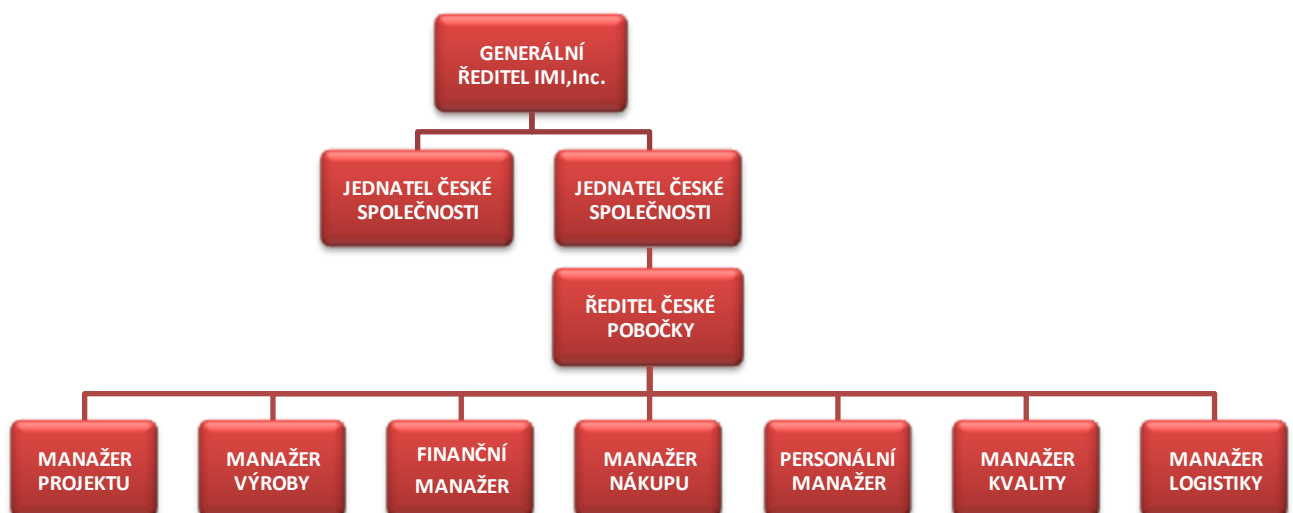 GENERÁLNÍ
ŘEDITEL IMI,Inc.
JEDNATEL ČESKÉ
SPOLEČNOSTI
JEDNATEL ČESKÉ
SPOLEČNOSTI
ŘEDITEL ČESKÉ
POBOČKY
MANAŽER
PROJEKTU
MANAŽER
VÝROBY
FINANČNÍ
MANAŽER
MANAŽER
NÁKUPU
PERSONÁLNÍ
MANAŽER
MANAŽER
KVALITY
MANAŽER
LOGISTIKY